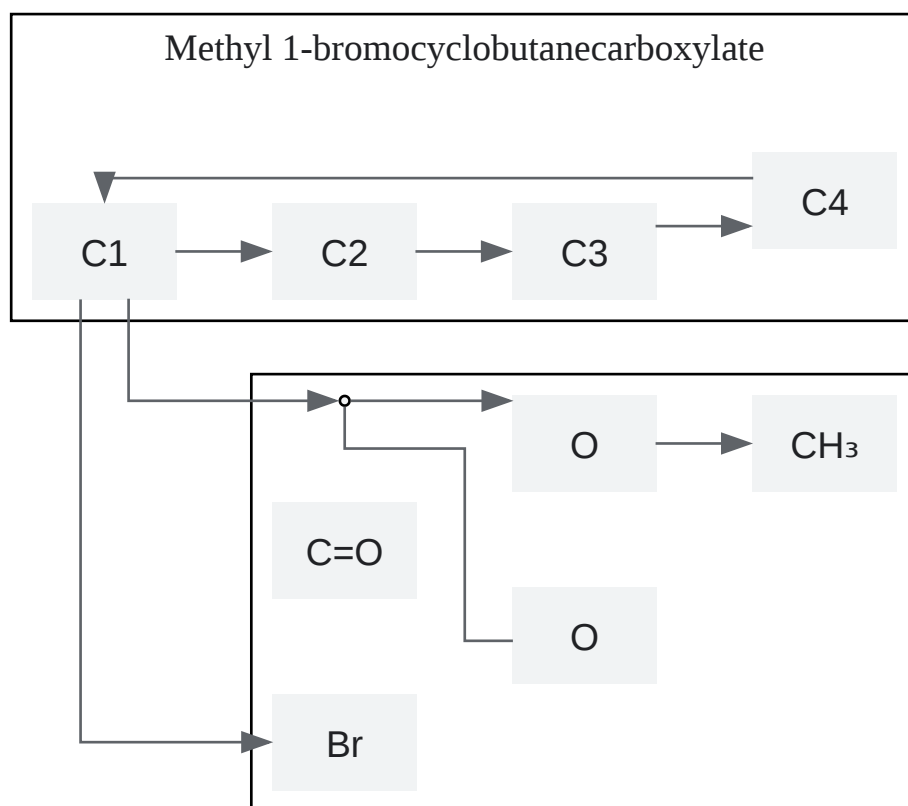 Methyl 1-bromocyclobutanecarboxylate
C4
C1
C2
C3
O
CH₃
C=O
O
Br